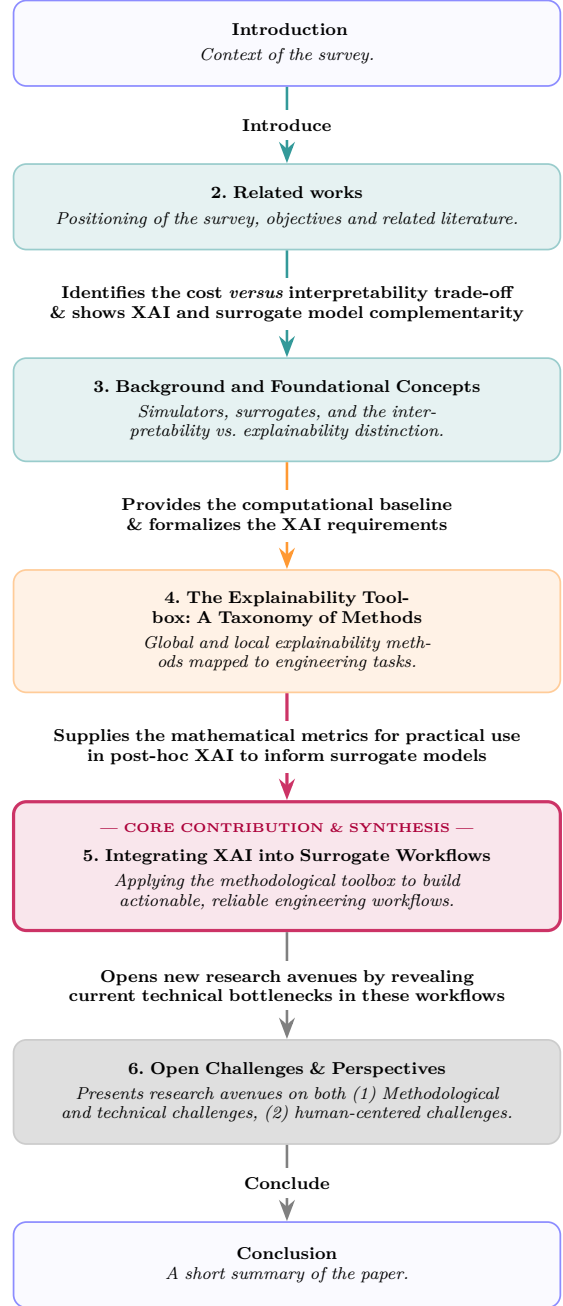 Introduction
Context of the survey.
Introduce
2. Related works
Positioning of the survey, objectives and related literature.
Identifies the cost versus interpretability trade-off
& shows XAI and surrogate model complementarity
3. Background and Foundational Concepts
Simulators, surrogates, and the inter-
pretability vs. explainability distinction.
Provides the computational baseline
& formalizes the XAI requirements
4. The Explainability Tool-
box: A Taxonomy of Methods
Global and local explainability meth-
ods mapped to engineering tasks.
Supplies the mathematical metrics for practical use
in post-hoc XAI to inform surrogate models
— CORE CONTRIBUTION & SYNTHESIS —
5. Integrating XAI into Surrogate Workflows
Applying the methodological toolbox to build
actionable, reliable engineering workflows.
Opens new research avenues by revealing
current technical bottlenecks in these workflows
6. Open Challenges & Perspectives
Presents research avenues on both (1) Methodological
and technical challenges, (2) human-centered challenges.
Conclude
Conclusion
A short summary of the paper.